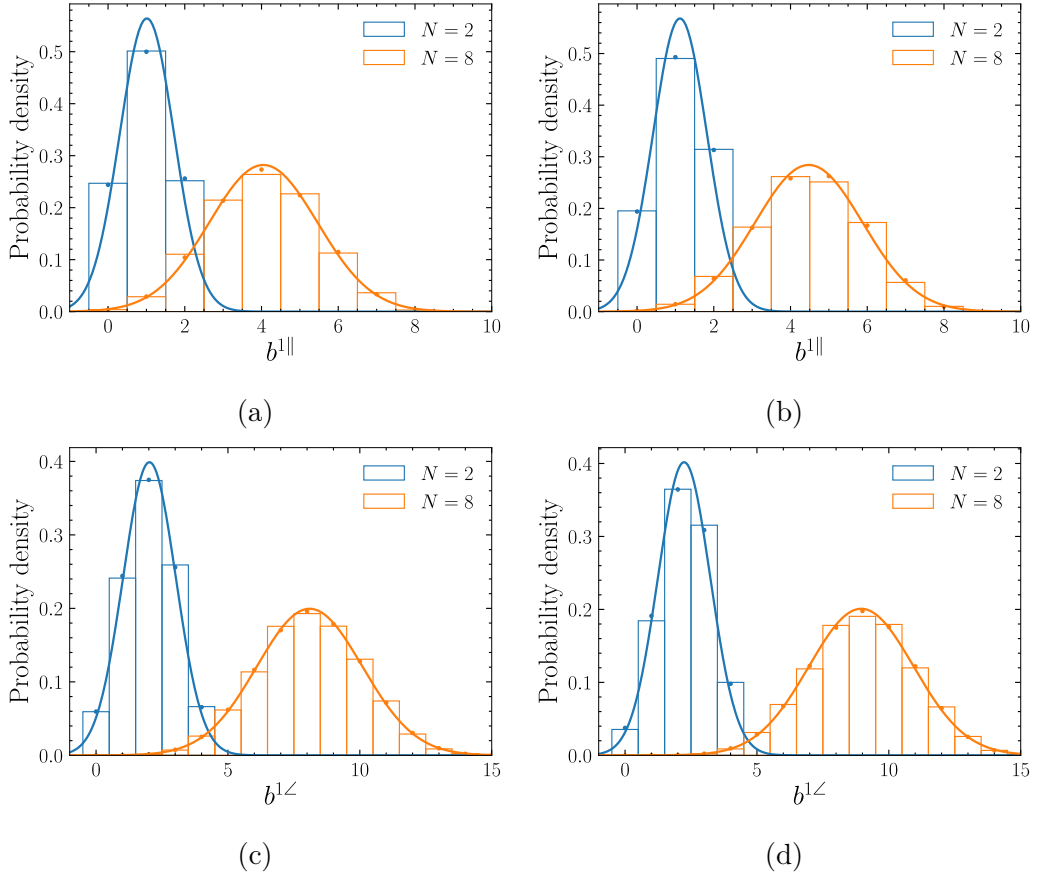 Probability density
0.5
0.4
0.3
0.2
0.1
0.0
0 2 4 6 8 10
b^{1∥}
N = 2
N = 8
(a)
Probability density
0.5
0.4
0.3
0.2
0.1
0.0
0 2 4 6 8 10
b^{1∥}
N = 2
N = 8
(b)
Probability density
0.4
0.3
0.2
0.1
0.0
0 5 10 15
b^{1∠}
N = 2
N = 8
(c)
Probability density
0.4
0.3
0.2
0.1
0.0
0 5 10 15
b^{1∠}
N = 2
N = 8
(d)